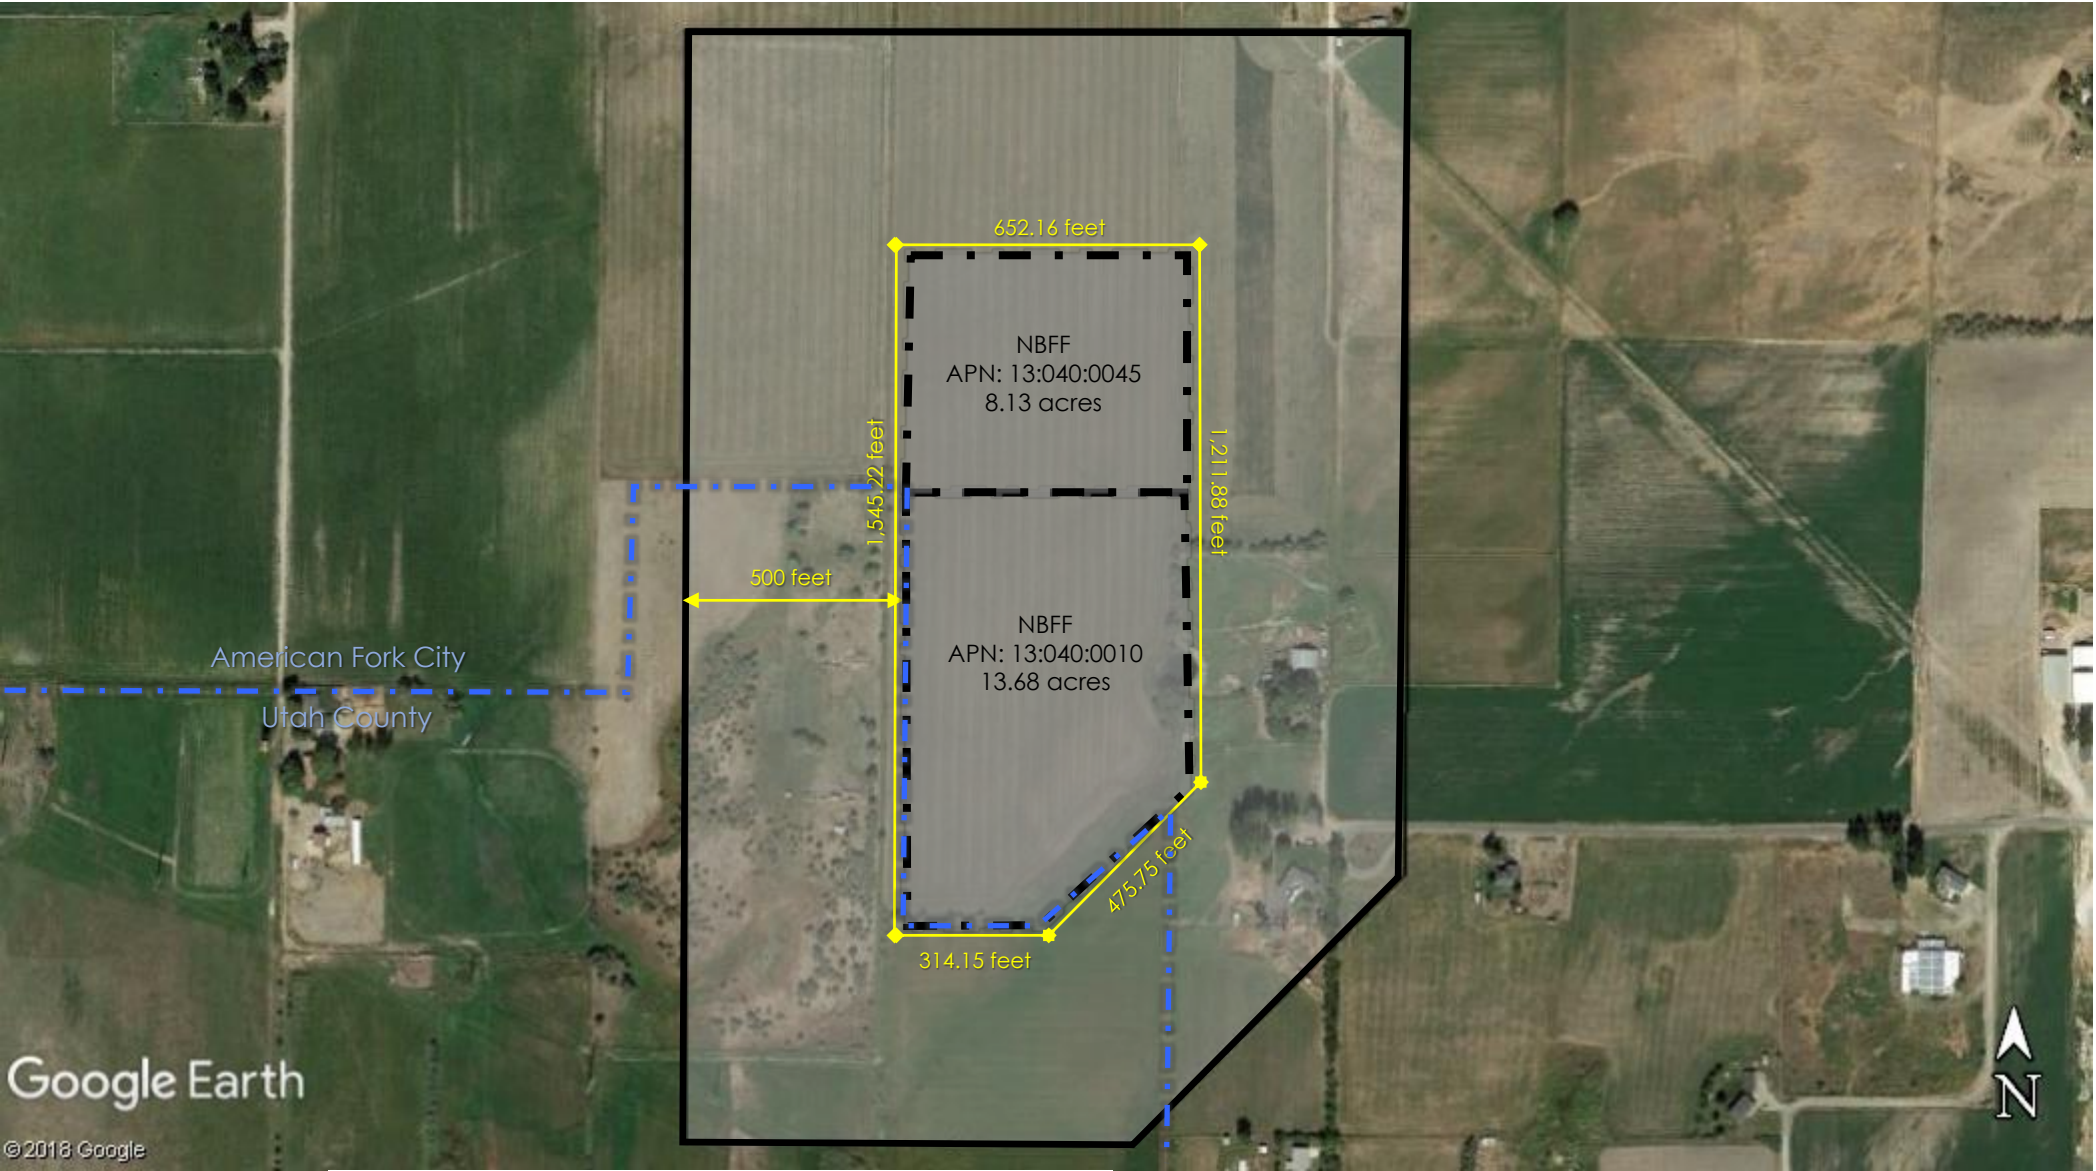 652.16 feet
NBFF
APN: 13:040:0045
8.13 acres
1,545.22 feet
1,211.88 feet
500 feet
NBFF
APN: 13:040:0010
13.68 acres
American Fork City
Utah County
475.75 feet
314.15 feet
Google Earth
N
©2018 Google